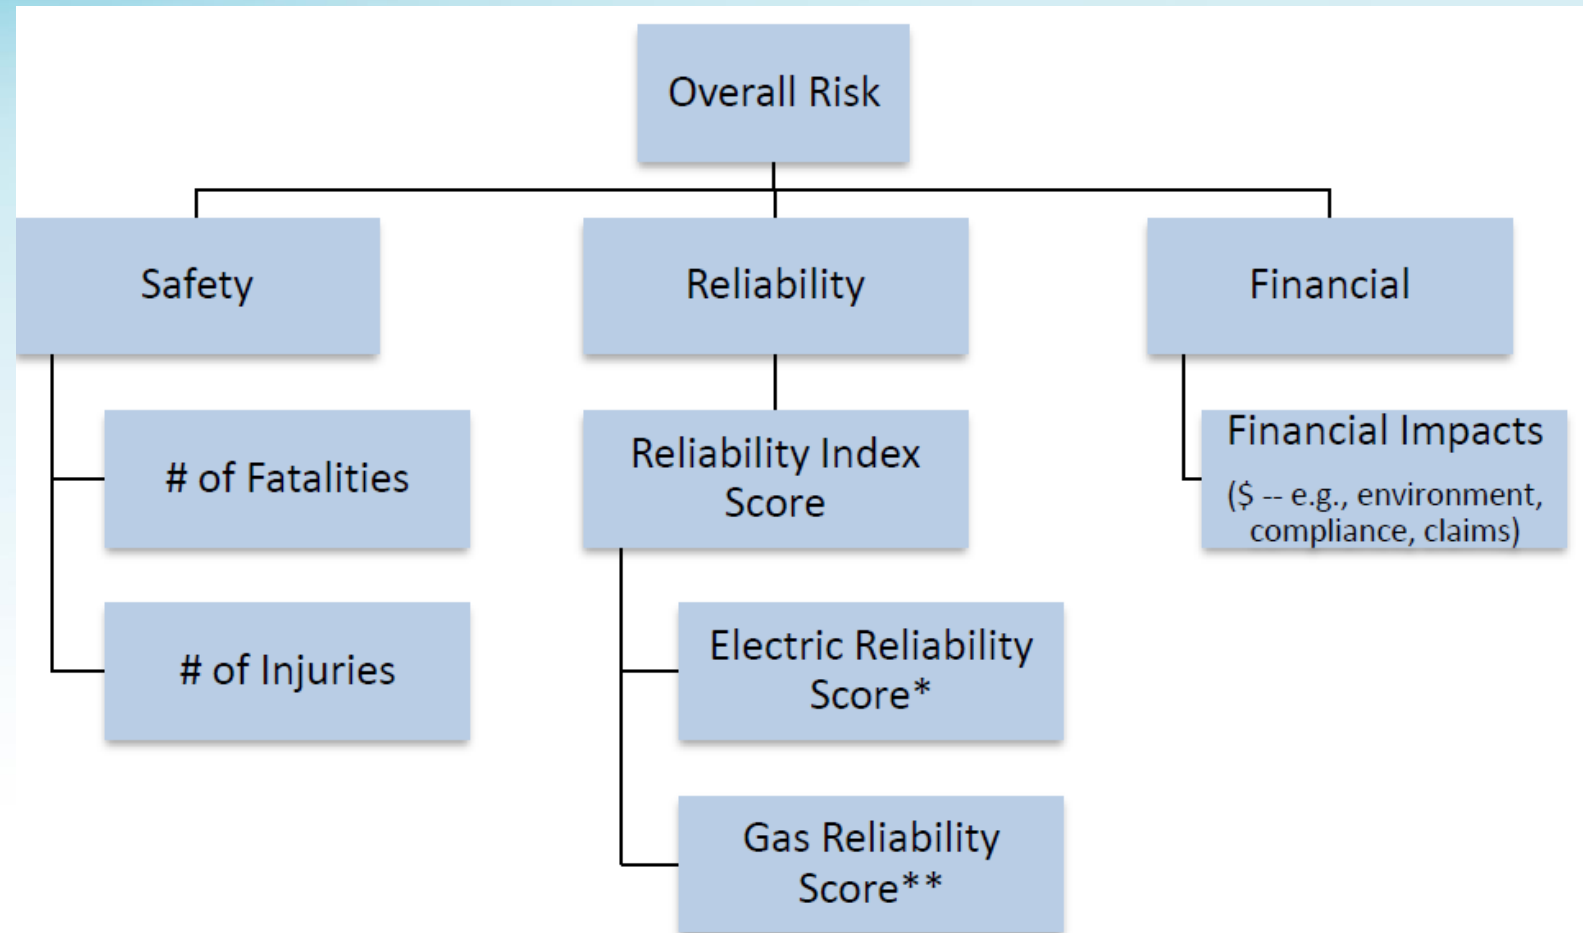 Overall Risk
Safety
Reliability
Financial
# of Fatalities
Reliability Index
Score
Financial Impacts
($ -- e.g., environment,
compliance, claims)
# of Injuries
Electric Reliability
Score*
Gas Reliability
Score**